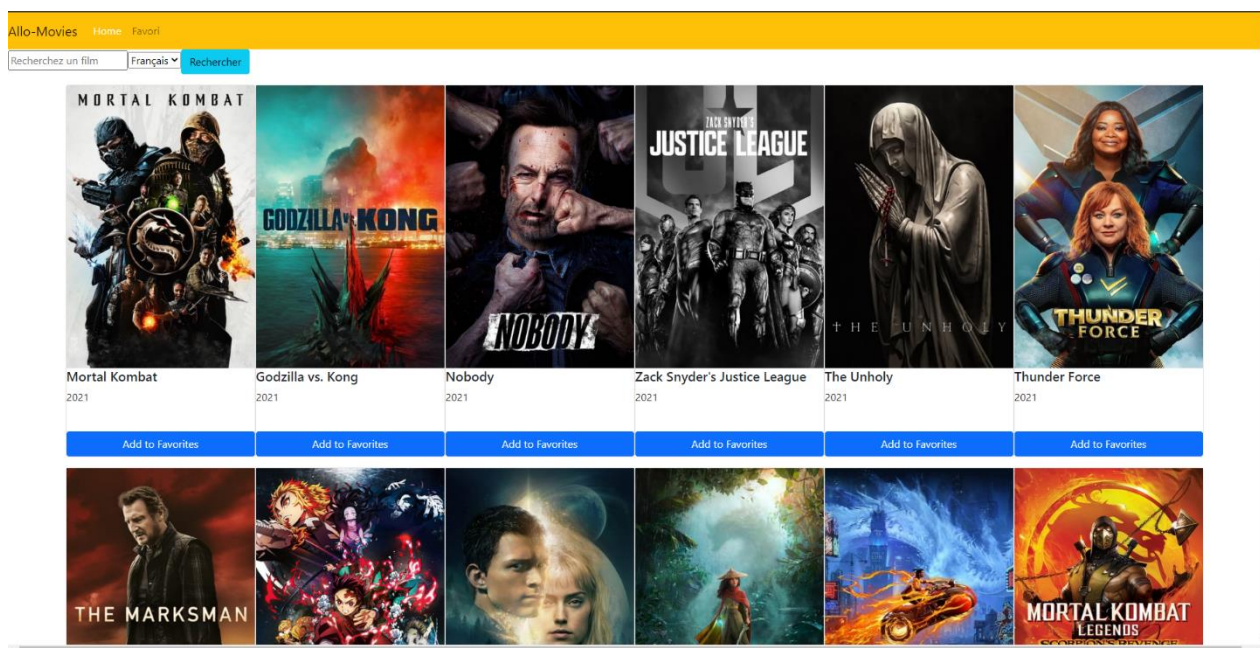 Allo-Movies Home Favori
Recherchez un film Français Rechercher
MORTAL KOMBAT
GODZILLA vs. KONG
NOBODY
ZACK SNYDER'S
JUSTICE LEAGUE
THE UNHOLY
THUNDER
FORCE
Mortal Kombat Godzilla vs. Kong Nobody Zack Snyder's Justice League The Unholy Thunder Force
2021 2021 2021 2021 2021 2021
Add to Favorites Add to Favorites Add to Favorites Add to Favorites Add to Favorites Add to Favorites
THE MARKSMAN
MORTAL KOMBAT
LEGENDS
SCORPION'S REVENGE